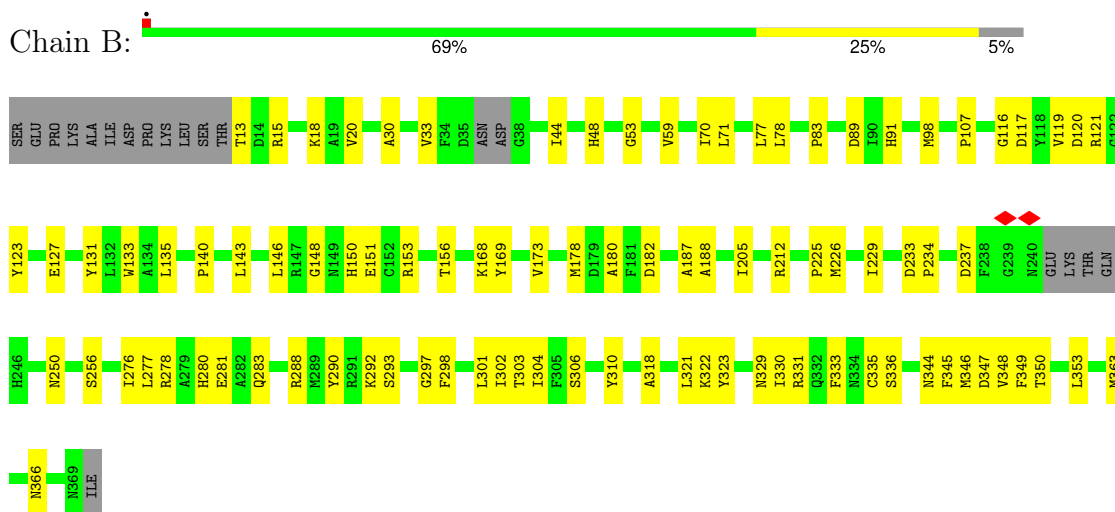 Chain B:
69% 25% 5%
SER GLU PRO LYS ALA ILE ASP PRO LYS LEU SER THR T13 D14 R15 K18 A19 V20 A30 V33 F34 D35 ASN ASP G38 I44 H48 G53 V59 I70 L71 L77 L78 P83 D89 I90 H91 M98 P107 G116 D117 Y118 V119 D120 R121 G122
Y123 E127 Y131 L132 W133 A134 L135 P140 L143 L146 R147 G148 N149 H150 E151 C152 R153 T156 K168 Y169 V173 M178 D179 A180 F181 D182 A187 A188 I205 R212 P225 M226 I229 D233 P234 D237 F238 G239 N240 GLU LYS THR GLN
H246 N250 S256 I276 L277 R278 A279 H280 E281 A282 Q283 R288 M289 Y290 R291 K292 S293 G297 F298 L301 I302 T303 I304 F305 S306 Y310 A318 L321 K322 Y323 N329 I330 R331 Q332 F333 N334 C335 S336 N344 F345 M346 D347 V348 F349 T350 L353 M363
N366 N369 ILE